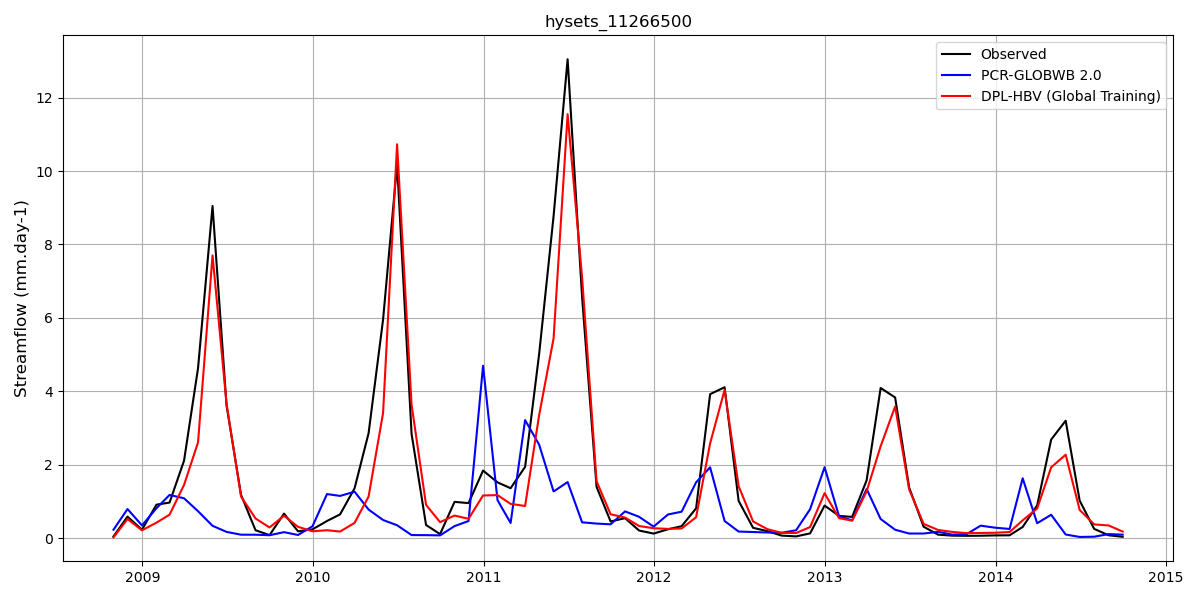 hysets_11266500
Streamflow (mm.day-1)
12
10
8
6
4
2
0
Observed
PCR-GLOBWB 2.0
DPL-HBV (Global Training)
2009
2010
2011
2012
2013
2014
2015